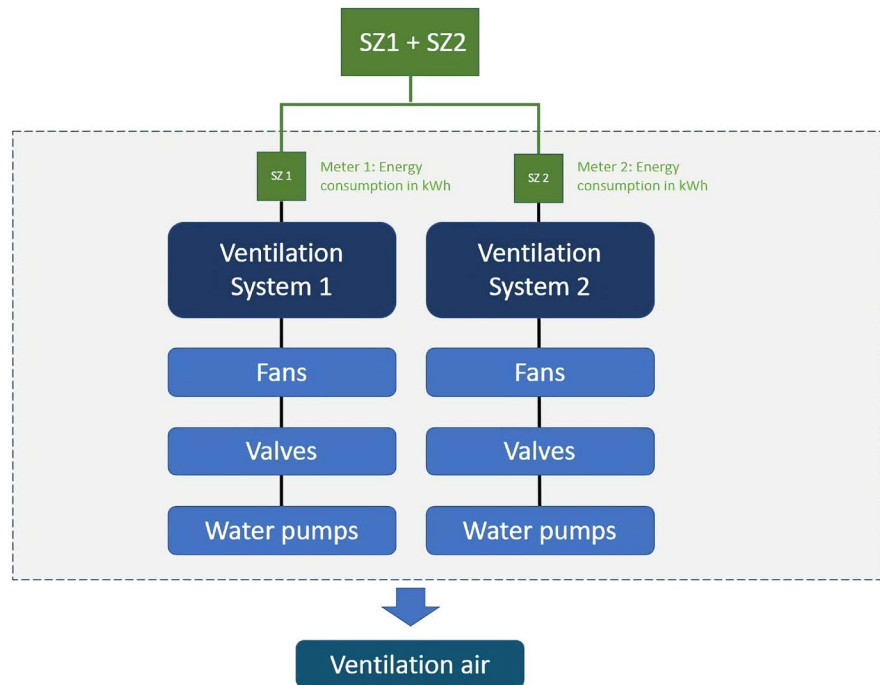 SZ1 + SZ2
SZ 1
Meter 1: Energy
consumption in kWh
SZ 2
Meter 2: Energy
consumption in kWh
Ventilation
System 1
Ventilation
System 2
Fans
Fans
Valves
Valves
Water pumps
Water pumps
Ventilation air